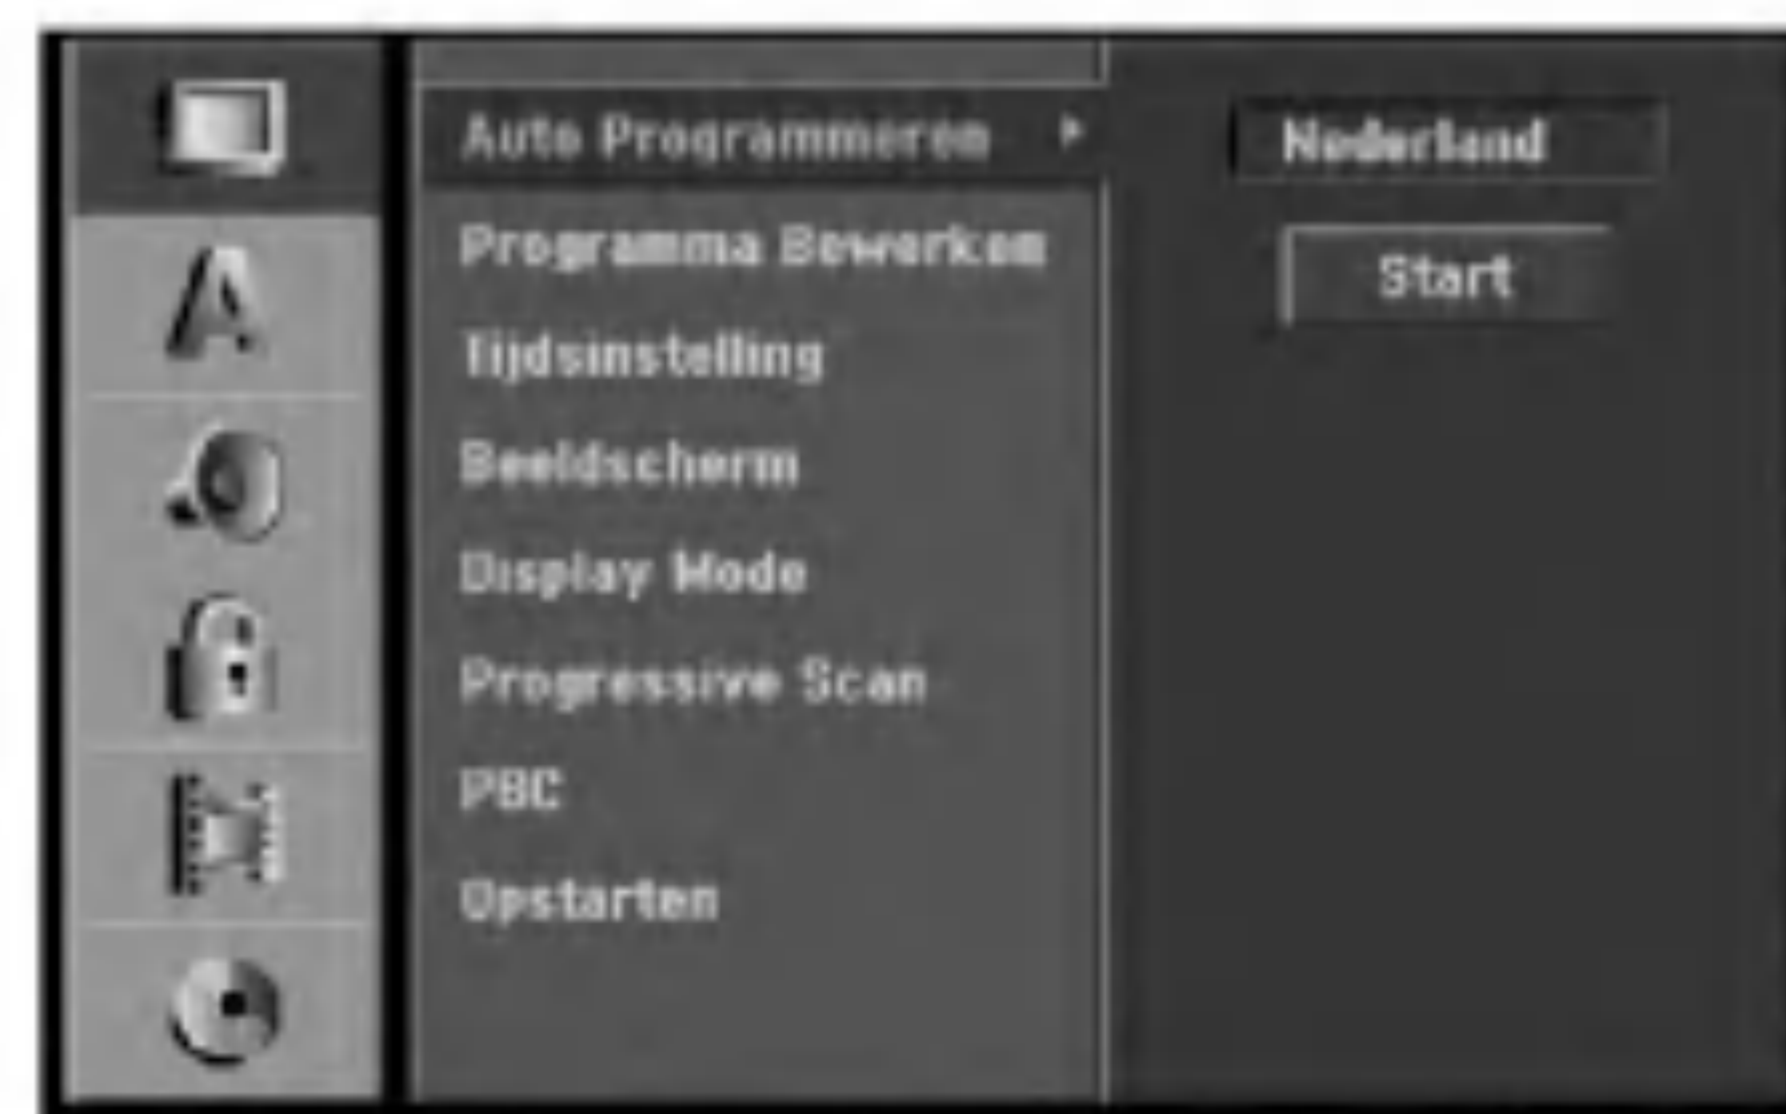 Auto Programmeren
Programma Bewerken
Tijdsinstelling
Beeldscherm
Display Mode
Progressive Scan
PBC
Opstarten
Nederland
Start